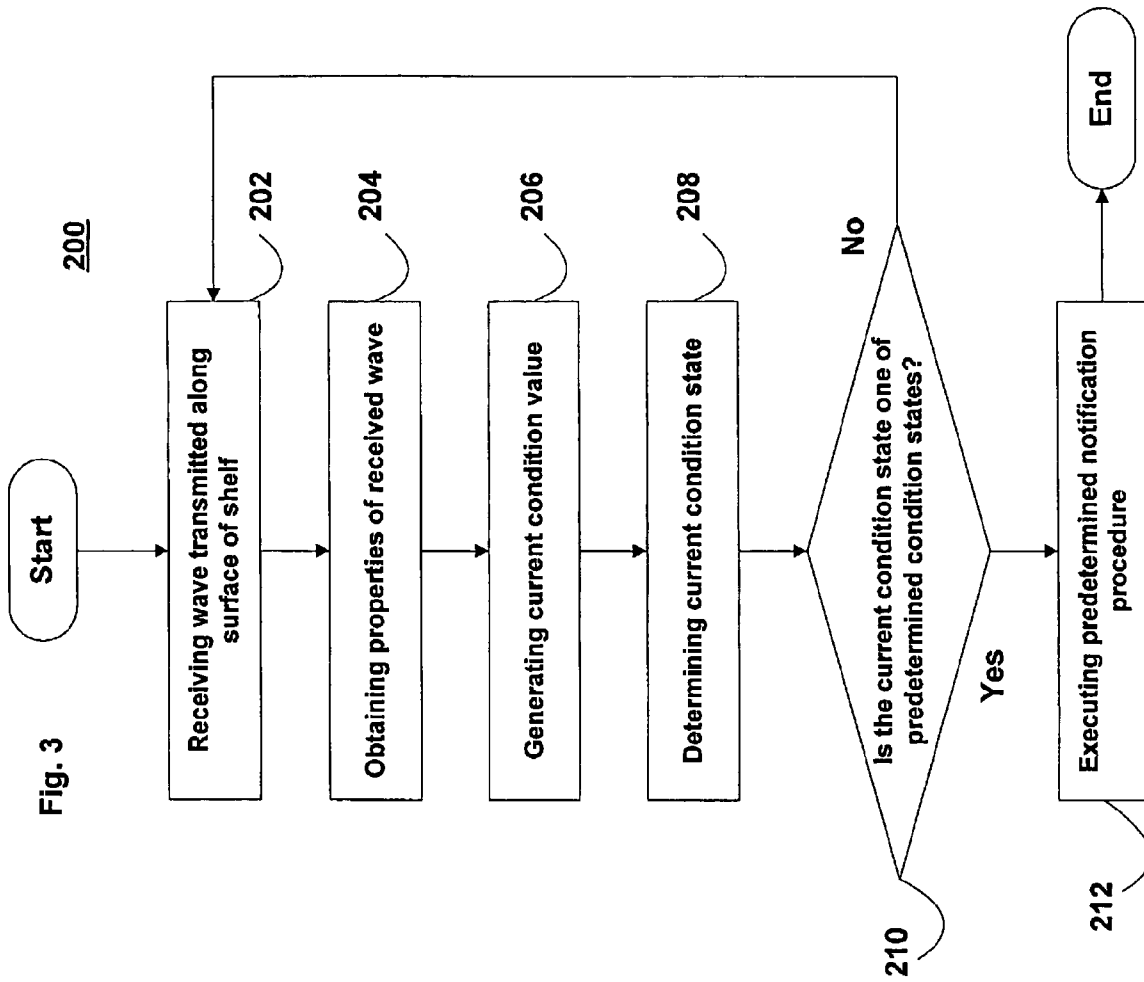 Fig. 3
200
Start
Receiving wave transmitted along
surface of shelf
202
Obtaining properties of received wave
204
Generating current condition value
206
Determining current condition state
208
Is the current condition state one of
predetermined condition states?
210
No
Yes
Executing predetermined notification
procedure
212
End